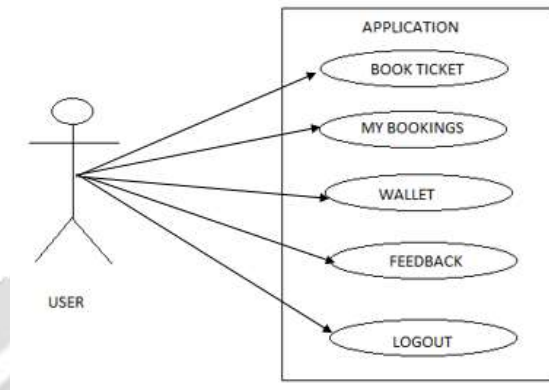 APPLICATION
BOOK TICKET
MY BOOKINGS
WALLET
FEEDBACK
LOGOUT
USER